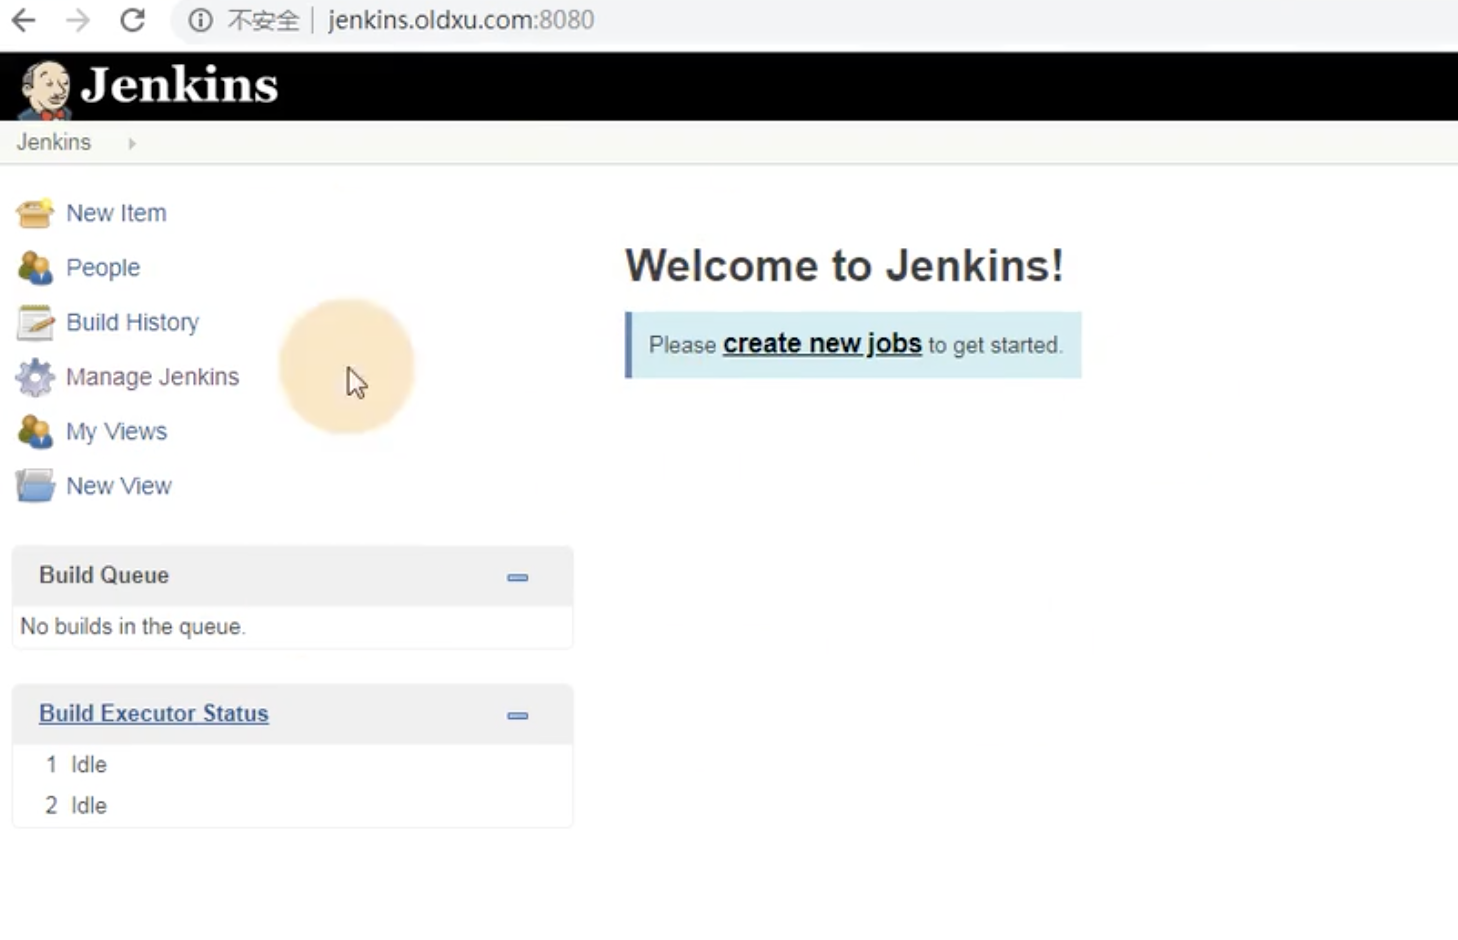 不安全 | jenkins.oldxu.com:8080
Jenkins
Jenkins
New Item
People
Build History
Manage Jenkins
My Views
New View
Welcome to Jenkins!
Please create new jobs to get started.
Build Queue
No builds in the queue.
Build Executor Status
1 Idle
2 Idle